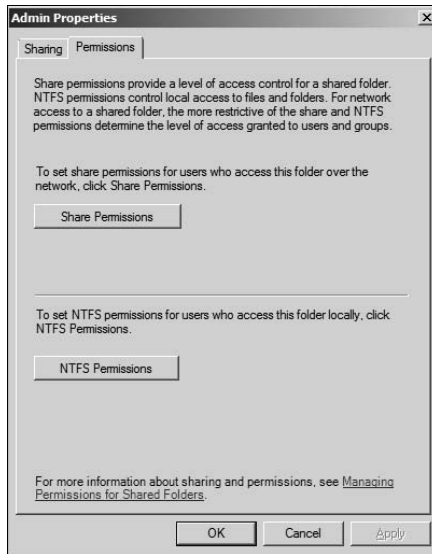 Admin Properties
Sharing Permissions
Share permissions provide a level of access control for a shared folder.
NTFS permissions control local access to files and folders. For network
access to a shared folder, the more restrictive of the share and NTFS
permissions determine the level of access granted to users and groups.
To set share permissions for users who access this folder over the
network, click Share Permissions.
Share Permissions
To set NTFS permissions for users who access this folder locally, click
NTFS Permissions.
NTFS Permissions
For more information about sharing and permissions, see Managing
Permissions for Shared Folders.
OK Cancel Apply